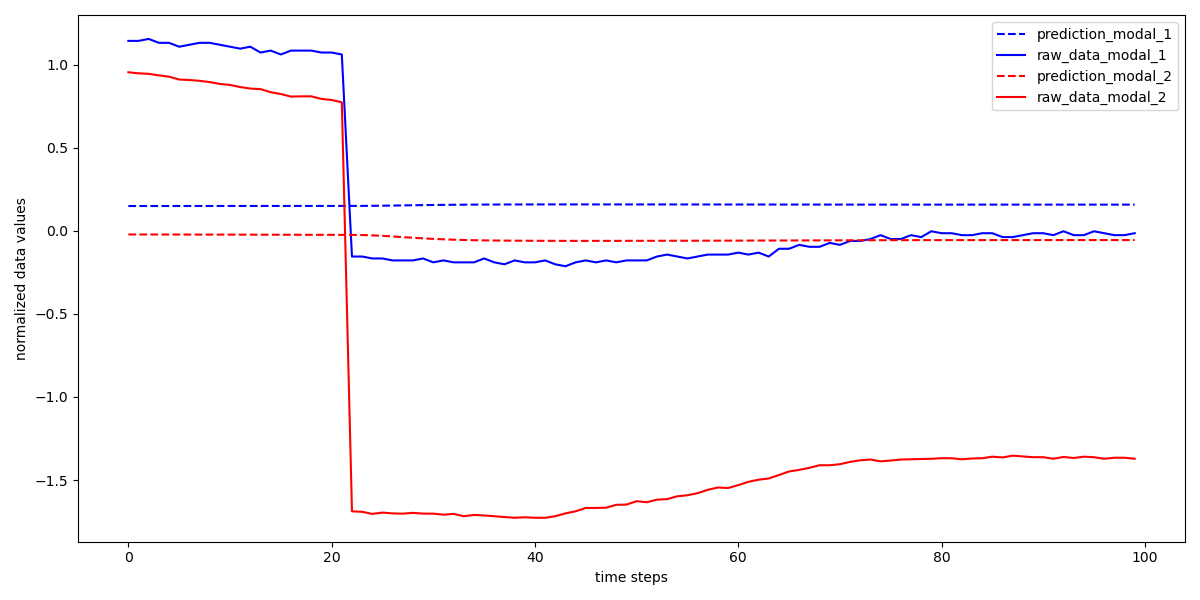 prediction_modal_1
raw_data_modal_1
prediction_modal_2
raw_data_modal_2
1.0
0.5
0.0
−0.5
−1.0
−1.5
normalized data values
0 20 40 60 80 100
time steps